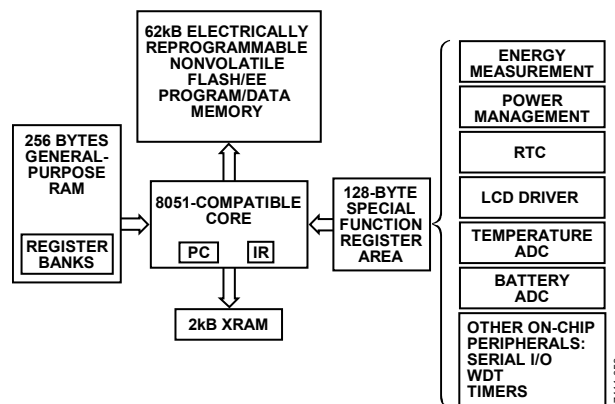 62kB ELECTRICALLY
REPROGRAMMABLE
NONVOLATILE
FLASH/EE
PROGRAM/DATA
MEMORY
256 BYTES
GENERAL-
PURPOSE
RAM
REGISTER
BANKS
8051-COMPATIBLE
CORE
PC
IR
2kB XRAM
128-BYTE
SPECIAL
FUNCTION
REGISTER
AREA
ENERGY
MEASUREMENT
POWER
MANAGEMENT
RTC
LCD DRIVER
TEMPERATURE
ADC
BATTERY
ADC
OTHER ON-CHIP
PERIPHERALS:
SERIAL I/O
WDT
TIMERS